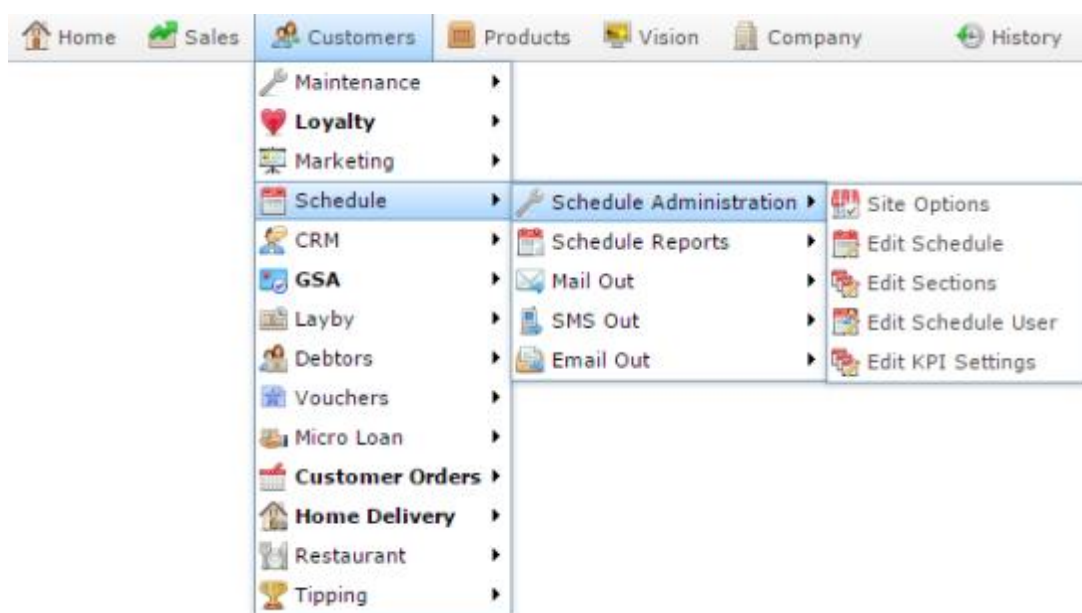 Home Sales Customers Products Vision Company History
Maintenance
Loyalty
Marketing
Schedule Schedule Administration Site Options
CRM Schedule Reports Edit Schedule
GSA Mail Out Edit Sections
Layby SMS Out Edit Schedule User
Debtors Email Out Edit KPI Settings
Vouchers
Micro Loan
Customer Orders
Home Delivery
Restaurant
Tipping